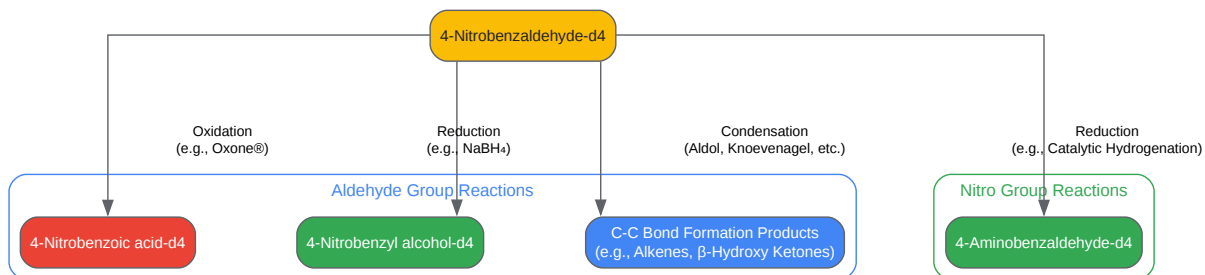 4-Nitrobenzaldehyde-d4
Oxidation
(e.g., Oxone®)
Reduction
(e.g., NaBH₄)
Condensation
(Aldol, Knoevenagel, etc.)
Reduction
(e.g., Catalytic Hydrogenation)
Aldehyde Group Reactions
Nitro Group Reactions
4-Nitrobenzoic acid-d4
4-Nitrobenzyl alcohol-d4
C-C Bond Formation Products
(e.g., Alkenes, β-Hydroxy Ketones)
4-Aminobenzaldehyde-d4